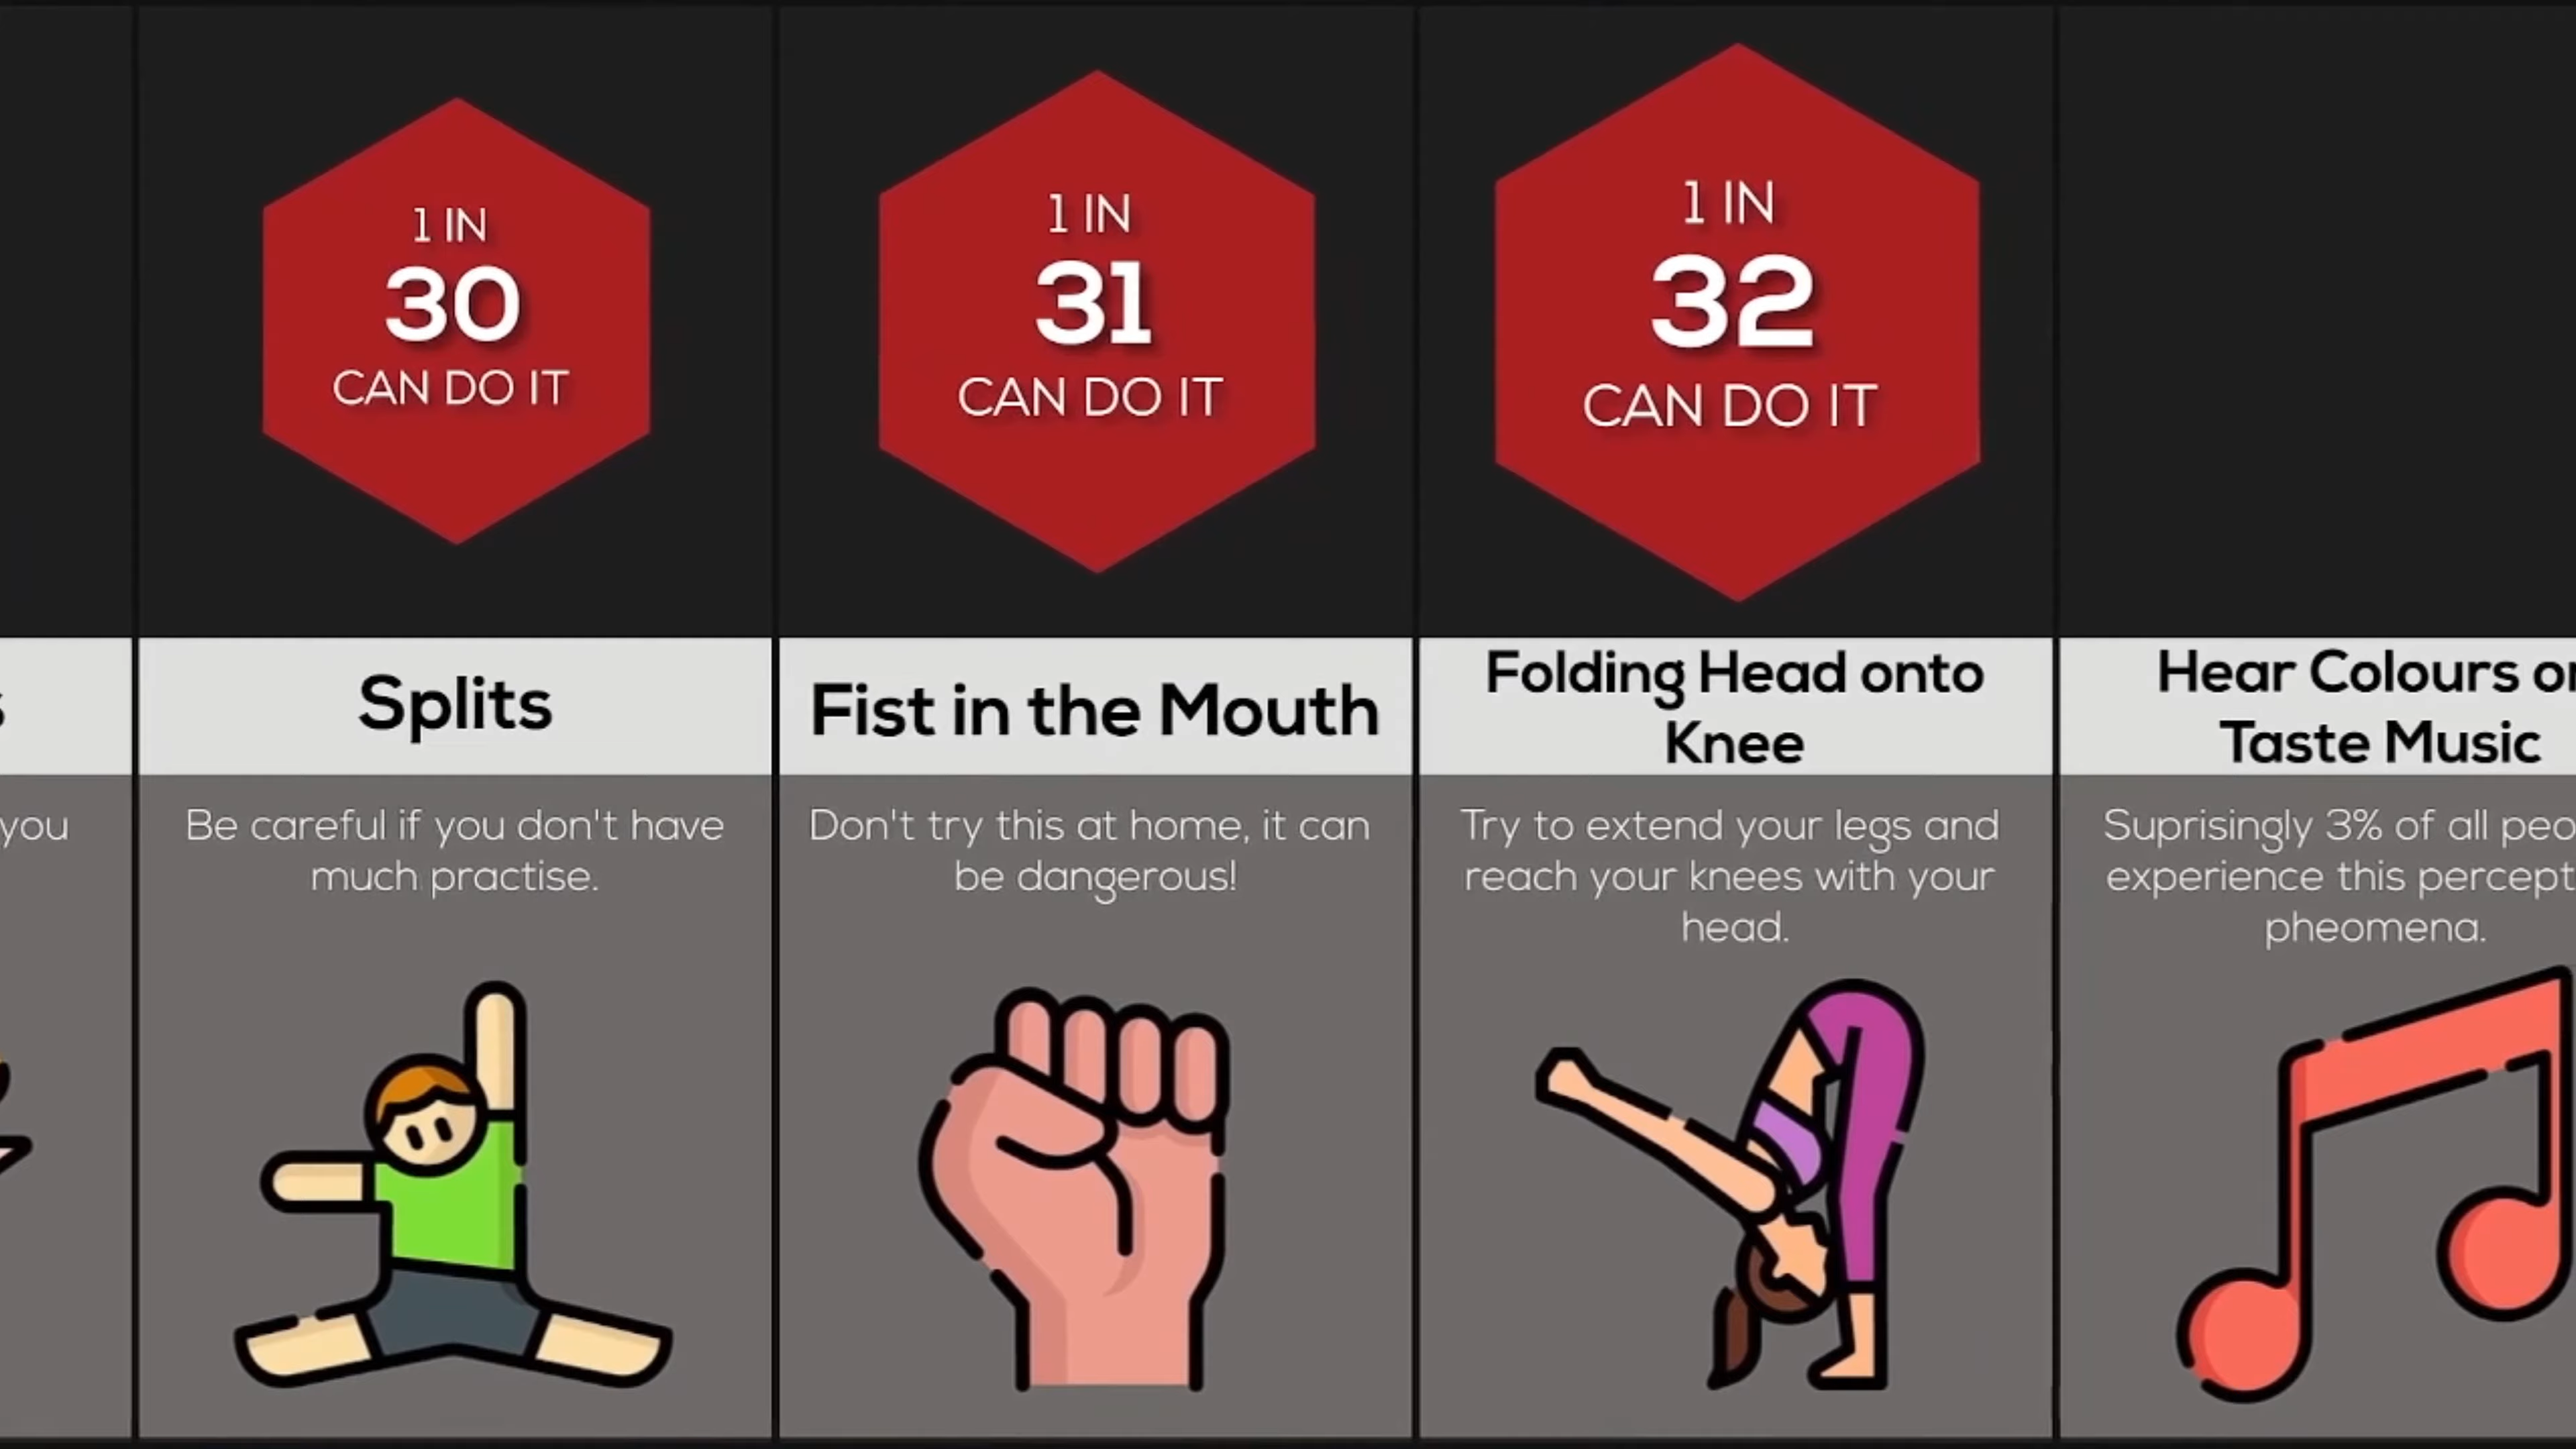 1 IN
30
CAN DO IT
Splits
Be careful if you don't have
much practise.
1 IN
31
CAN DO IT
Fist in the Mouth
Don't try this at home, it can
be dangerous!
1 IN
32
CAN DO IT
Folding Head onto
Knee
Try to extend your legs and
reach your knees with your
head.
Hear Colours or
Taste Music
Suprisingly 3% of all
experience this
pheomena.
you